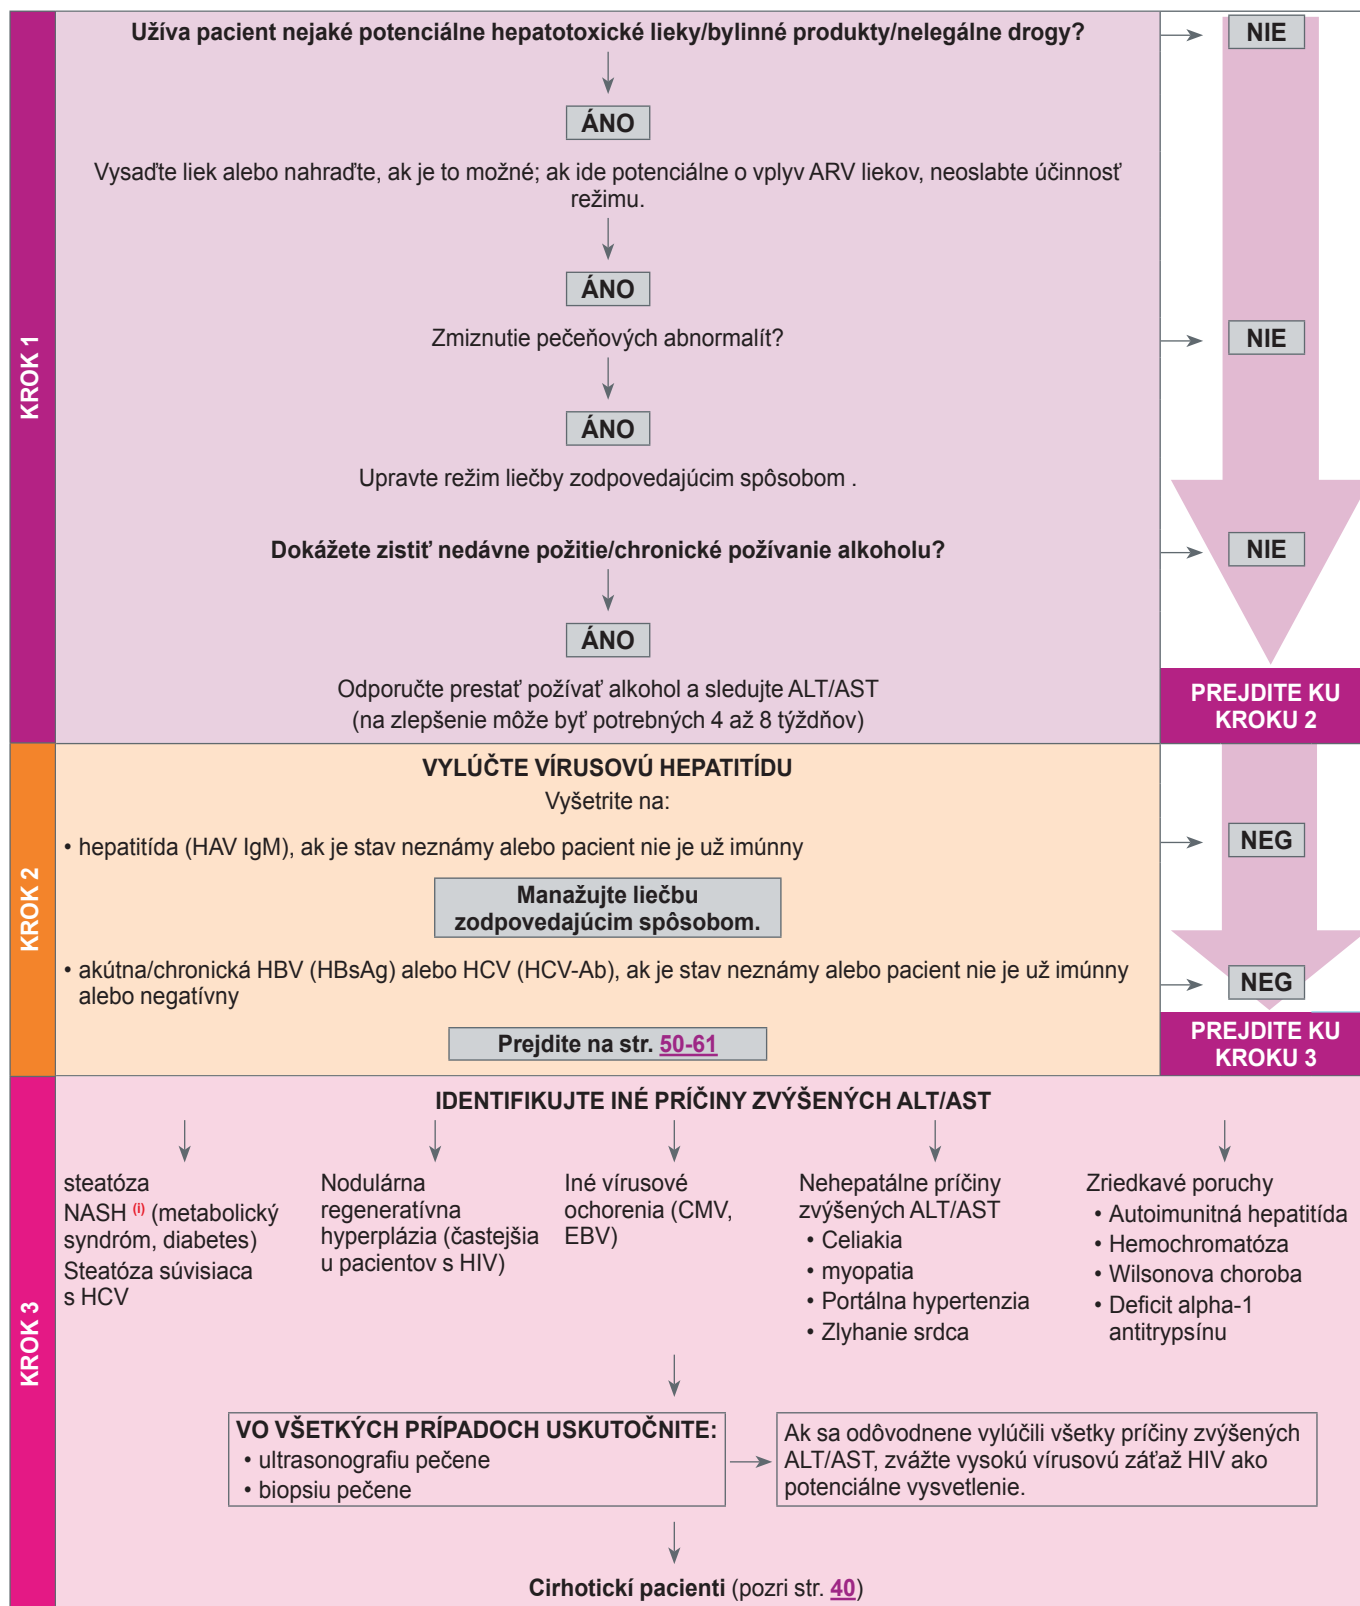 KROK 1
Užíva pacient nejaké potenciálne hepatotoxické lieky/bylinné produkty/nelegálne drogy?
NIE
ÁNO
Vysaďte liek alebo nahraďte, ak je to možné; ak ide potenciálne o vplyv ARV liekov, neoslabte účinnosť
režimu.
ÁNO
Zmiznutie pečeňových abnormalít?
NIE
ÁNO
Upravte režim liečby zodpovedajúcim spôsobom .
Dokážete zistiť nedávne požitie/chronické požívanie alkoholu?
NIE
ÁNO
Odporučte prestať požívať alkohol a sledujte ALT/AST
(na zlepšenie môže byť potrebných 4 až 8 týždňov)
PREJDITE KU
KROKU 2
KROK 2
VYLÚČTE VÍRUSOVÚ HEPATITÍDU
Vyšetrite na:
• hepatitída (HAV IgM), ak je stav neznámy alebo pacient nie je už imúnny
NEG
Manažujte liečbu
zodpovedajúcim spôsobom.
• akútna/chronická HBV (HBsAg) alebo HCV (HCV-Ab), ak je stav neznámy alebo pacient nie je už imúnny
alebo negatívny
NEG
Prejdite na str. 50-61
PREJDITE KU
KROKU 3
KROK 3
IDENTIFIKUJTE INÉ PRÍČINY ZVÝŠENÝCH ALT/AST
steatóza
NASH (i) (metabolický
syndróm, diabetes)
Steatóza súvisiaca
s HCV
Nodulárna
regeneratívna
hyperplázia (častejšia
u pacientov s HIV)
Iné vírusové
ochorenia (CMV,
EBV)
Nehepatálne príčiny
zvýšených ALT/AST
• Celiakia
• myopatia
• Portálna hypertenzia
• Zlyhanie srdca
Zriedkavé poruchy
• Autoimunitná hepatitída
• Hemochromatóza
• Wilsonova choroba
• Deficit alpha-1
antitrypsínu
VO VŠETKÝCH PRÍPADOCH USKUTOČNITE:
• ultrasonografiu pečene
• biopsiu pečene
Ak sa odôvodnene vylúčili všetky príčiny zvýšených
ALT/AST, zvážte vysokú vírusovú záťaž HIV ako
potenciálne vysvetlenie.
Cirhotickí pacienti (pozri str. 40)